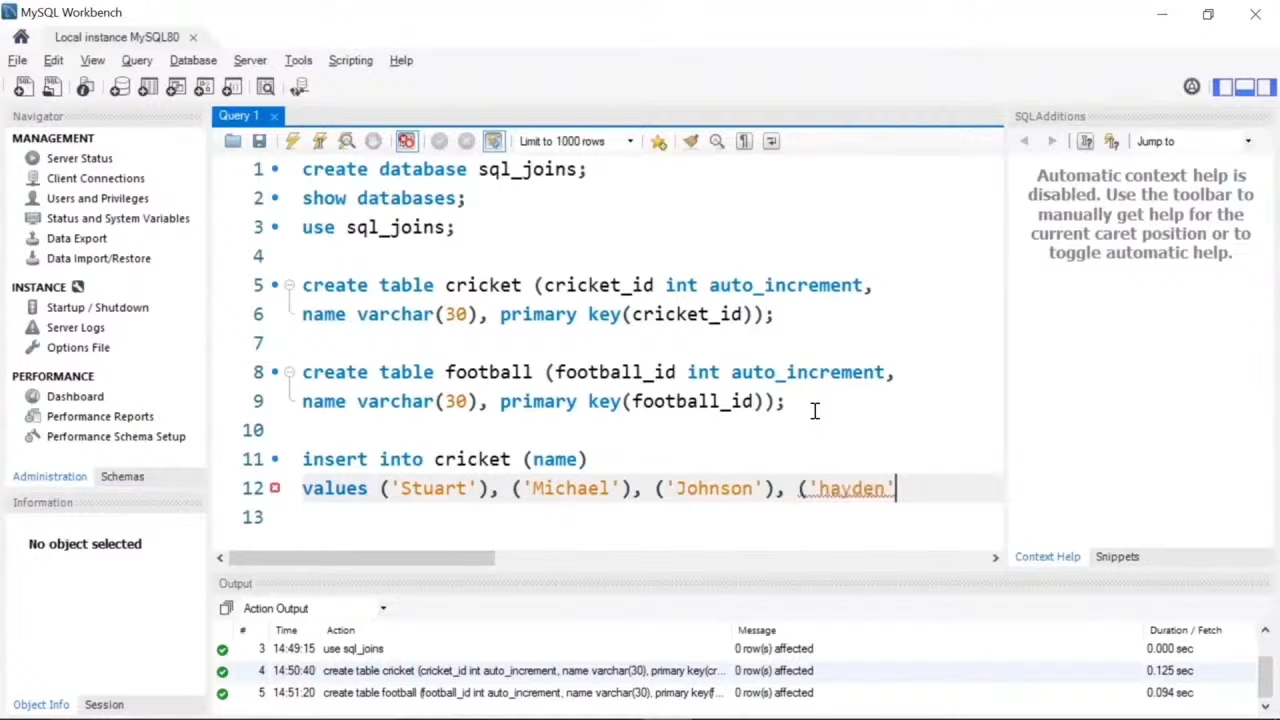 MySQL Workbench
Local instance MySQL80
File Edit View Query Database Server Tools Scripting Help
Navigator
MANAGEMENT
Server Status
Client Connections
Users and Privileges
Status and System Variables
Data Export
Data Import/Restore
INSTANCE
Startup / Shutdown
Server Logs
Options File
PERFORMANCE
Dashboard
Performance Reports
Performance Schema Setup
Administration Schemas
Information
No object selected
Object Info Session
Query 1
Limit to 1000 rows
1 create database sql_joins;
2 show databases;
3 use sql_joins;
4
5 create table cricket (cricket_id int auto_increment,
6 name varchar(30), primary key(cricket_id));
7
8 create table football (football_id int auto_increment,
9 name varchar(30), primary key(football_id));
10
11 insert into cricket (name)
12 values ('Stuart'), ('Michael'), ('Johnson'), ('hayden'
13
SQLAdditions
Jump to
Automatic context help is
disabled. Use the toolbar to
manually get help for the
current caret position or to
toggle automatic help.
Context Help Snippets
Output
Action Output
# Time Action Message Duration / Fetch
3 14:49:15 use sql_joins 0 row(s) affected 0.000 sec
4 14:50:40 create table cricket (cricket_id int auto_increment, name varchar(30), primary key(cr... 0 row(s) affected 0.125 sec
5 14:51:20 create table football (football_id int auto_increment, name varchar(30), primary key(f... 0 row(s) affected 0.094 sec